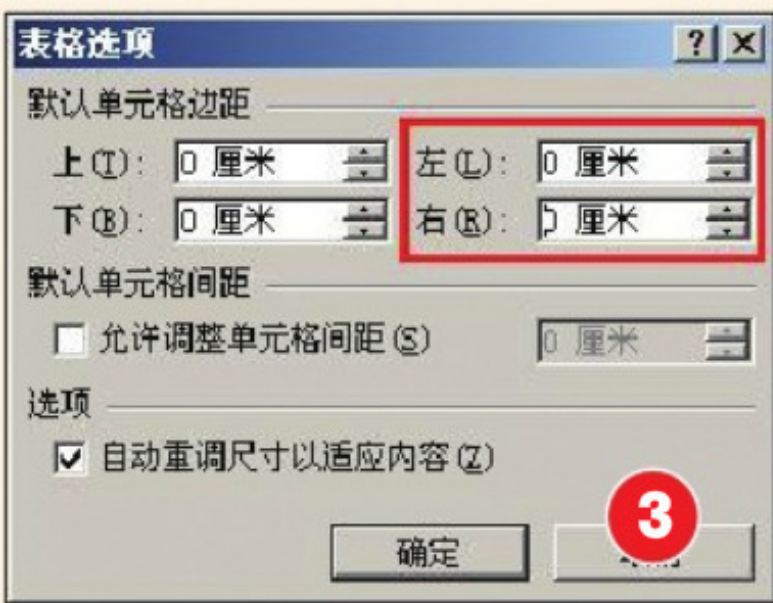 表格选项
默认单元格边距
上(T): 0 厘米 左(L): 0 厘米
下(B): 0 厘米 右(R): 厘米
默认单元格间距
允许调整单元格间距(S) 0 厘米
选项
自动重调尺寸以适应内容(Z)
3
确定